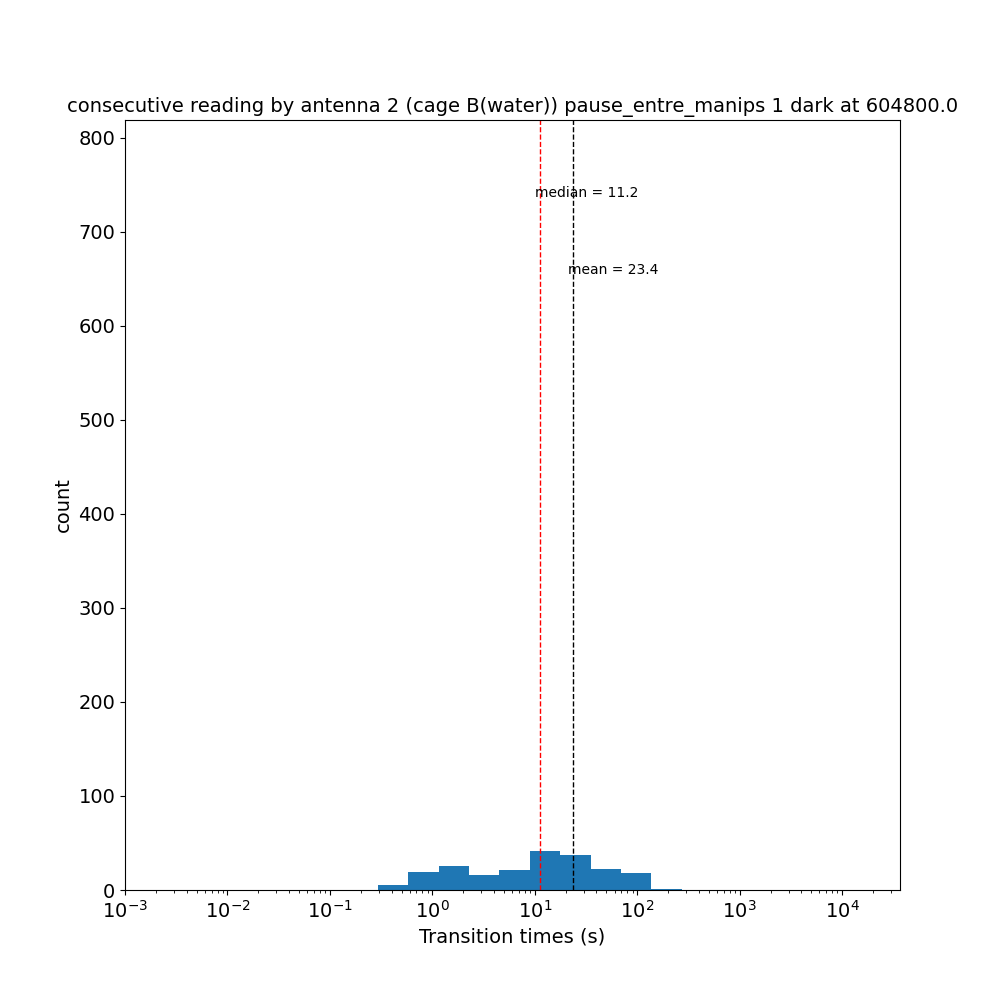 consecutive reading by antenna 2 (cage B(water)) pause_entre_manips 1 dark at 604800.0
800
median = 11.2
700
mean = 23.4
600
500
count
400
300
200
100
0
10⁻³ 10⁻² 10⁻¹ 10⁰ 10¹ 10² 10³ 10⁴
Transition times (s)